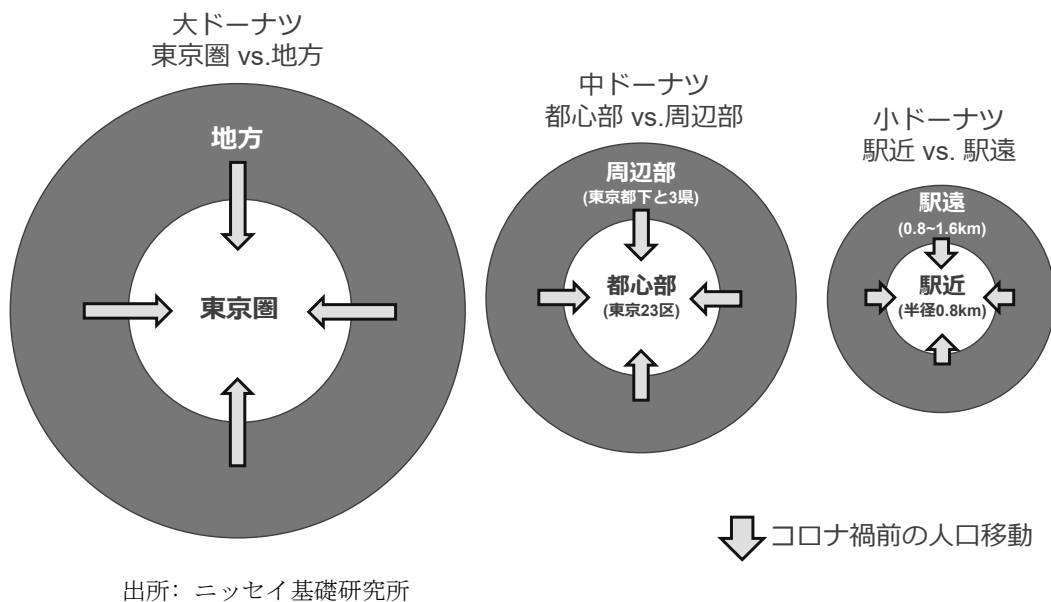 大ドーナツ
東京圏 vs.地方
地方
東京圏
中ドーナツ
都心部 vs.周辺部
周辺部
(東京都下と3県)
都心部
(東京23区)
小ドーナツ
駅近 vs. 駅遠
駅遠
(0.8~1.6km)
駅近
(半径0.8km)
コロナ禍前の人口移動
出所: ニッセイ基礎研究所